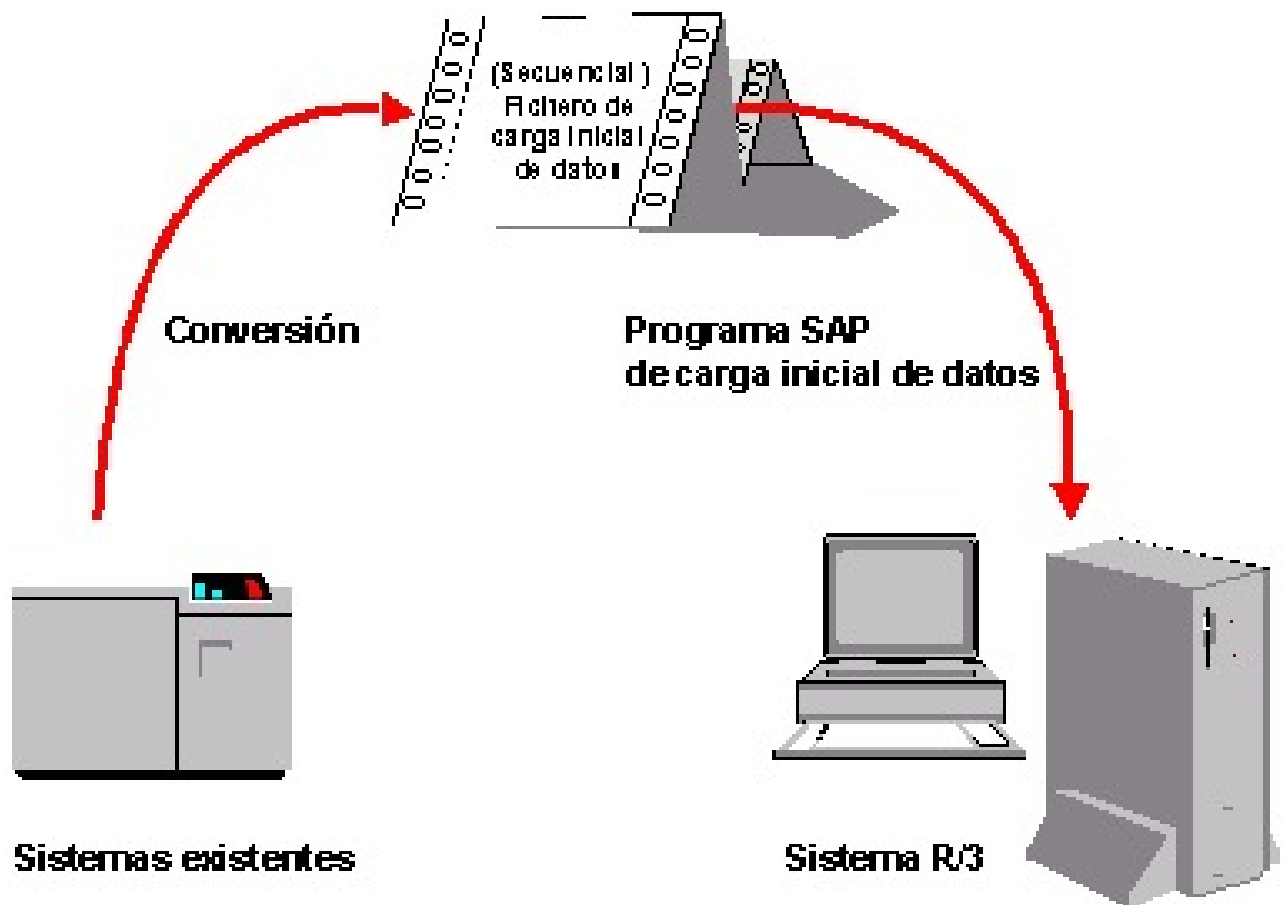 (Secuencial)
Fichero de
carga inicial
de datos
Conversión
Programa SAP
de carga inicial de datos
Sistemas existentes
Sistema R/3